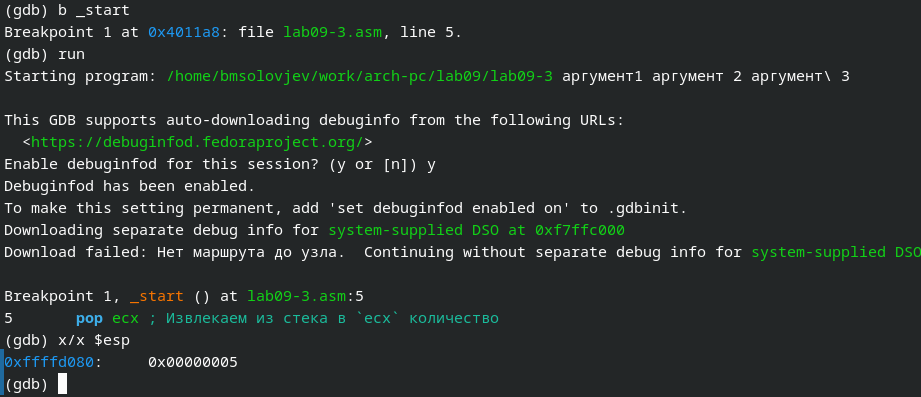 (gdb) b _start
Breakpoint 1 at 0x4011a8: file lab09-3.asm, line 5.
(gdb) run
Starting program: /home/bmsolovjev/work/arch-pc/lab09/lab09-3 аргумент1 аргумент 2 аргумент\ 3
This GDB supports auto-downloading debuginfo from the following URLs:
<https://debuginfod.fedoraproject.org/>
Enable debuginfod for this session? (y or [n]) y
Debuginfod has been enabled.
To make this setting permanent, add 'set debuginfod enabled on' to .gdbinit.
Downloading separate debug info for system-supplied DSO at 0xf7ffc000
Download failed: Нет маршрута до узла.  Continuing without separate debug info for system-supplied DSO
Breakpoint 1, _start () at lab09-3.asm:5
5       pop ecx ; Извлекаем из стека в `ecx` количество
(gdb) x/x $esp
0xffffd080:     0x00000005
(gdb)